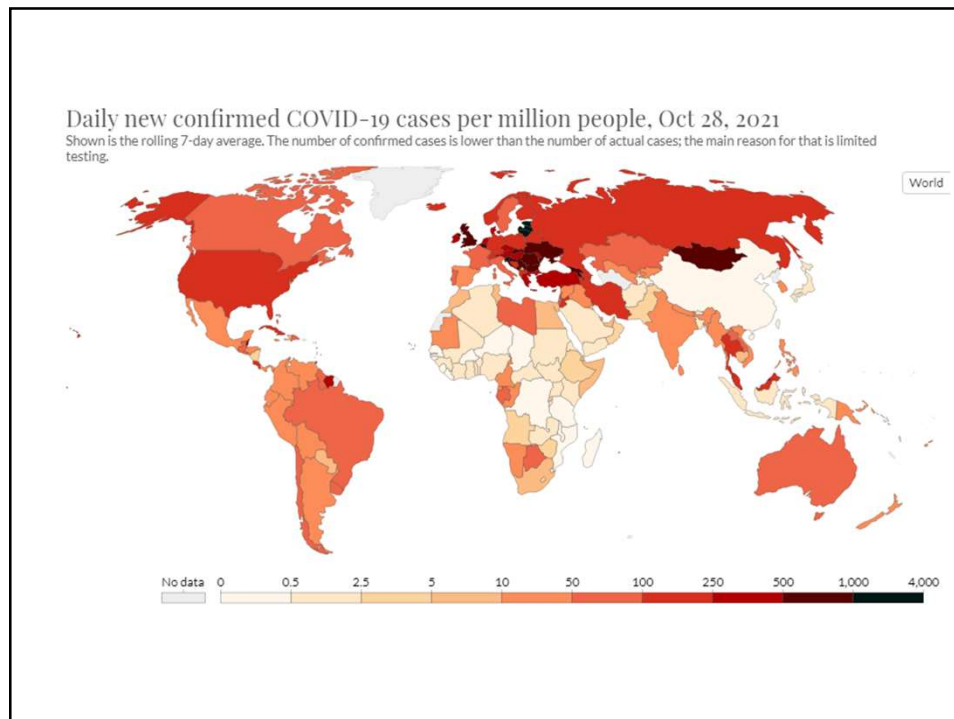 Daily new confirmed COVID-19 cases per million people, Oct 28, 2021
Shown is the rolling 7-day average. The number of confirmed cases is lower than the number of actual cases; the main reason for that is limited
testing.
World
No data 0 0.5 2.5 5 10 50 100 250 500 1,000 4,000